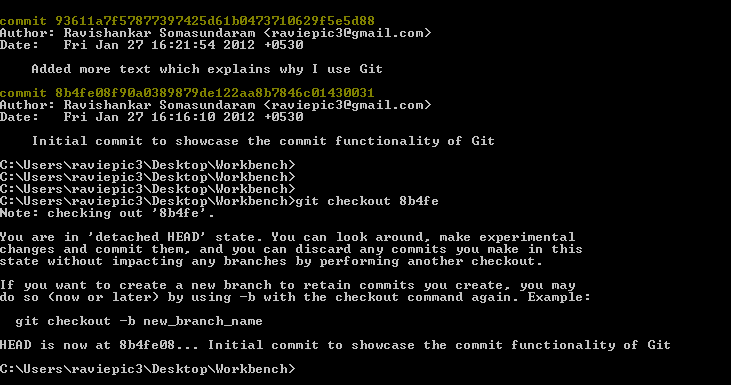 commit 93611a7f57877397425d61b0473710629f5e5d88
Author: Ravishankar Somasundaram <raviepic3@gmail.com>
Date:   Fri Jan 27 16:21:54 2012 +0530
    Added more text which explains why I use Git
commit 8b4fe08f90a0389879de122aa8b7846c01430031
Author: Ravishankar Somasundaram <raviepic3@gmail.com>
Date:   Fri Jan 27 16:16:10 2012 +0530
    Initial commit to showcase the commit functionality of Git
C:\Users\raviepic3\Desktop\Workbench>
C:\Users\raviepic3\Desktop\Workbench>
C:\Users\raviepic3\Desktop\Workbench>
C:\Users\raviepic3\Desktop\Workbench>git checkout 8b4fe
Note: checking out '8b4fe'.
You are in 'detached HEAD' state. You can look around, make experimental
changes and commit them, and you can discard any commits you make in this
state without impacting any branches by performing another checkout.
If you want to create a new branch to retain commits you create, you may
do so (now or later) by using -b with the checkout command again. Example:
  git checkout -b new_branch_name
HEAD is now at 8b4fe08... Initial commit to showcase the commit functionality of Git
C:\Users\raviepic3\Desktop\Workbench>